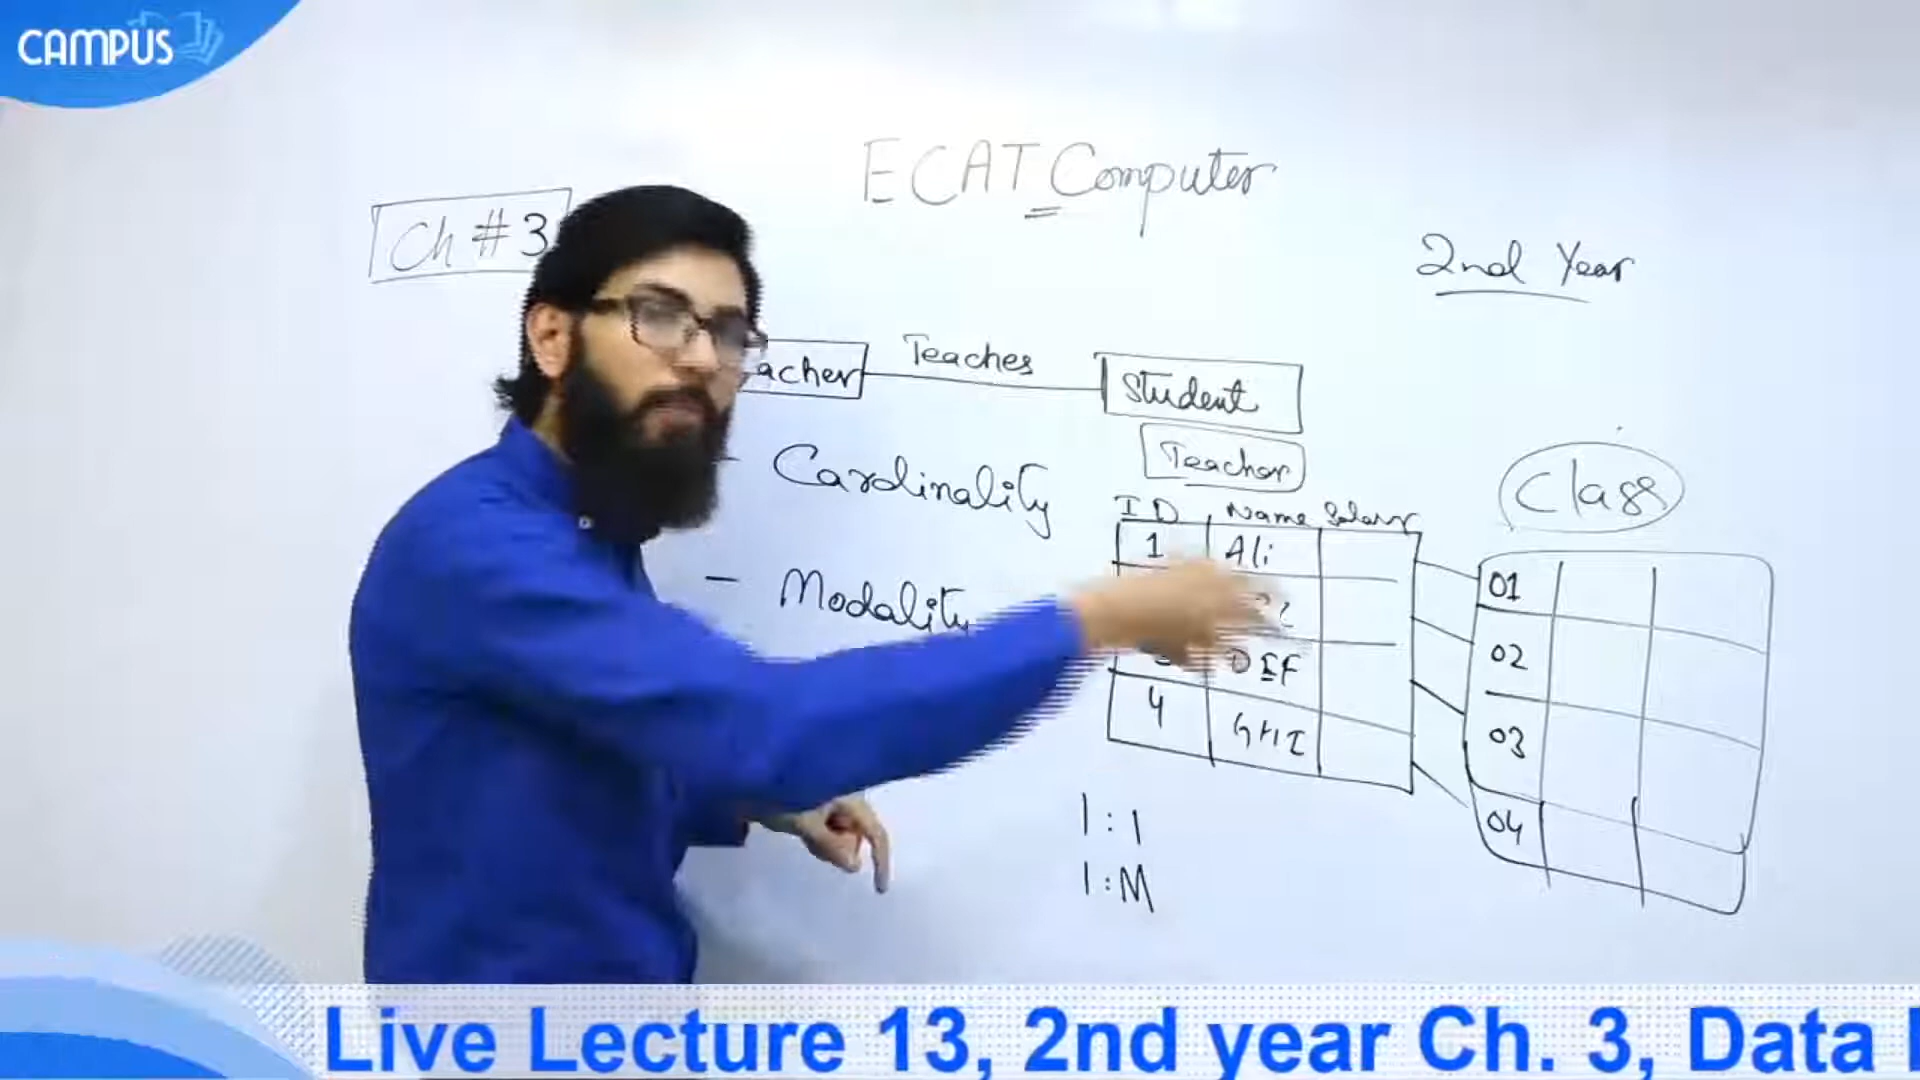 CAMPUS
ECAT Computer
Ch # 3
2nd Year
acher
Teaches
Student
Teacher
Class
- Cardinality
- Modality
ID Name Salary
1 Ali
DEF
4 GHI
01
02
03
04
1 : 1
1 : M
Live Lecture 13, 2nd year Ch. 3, Data